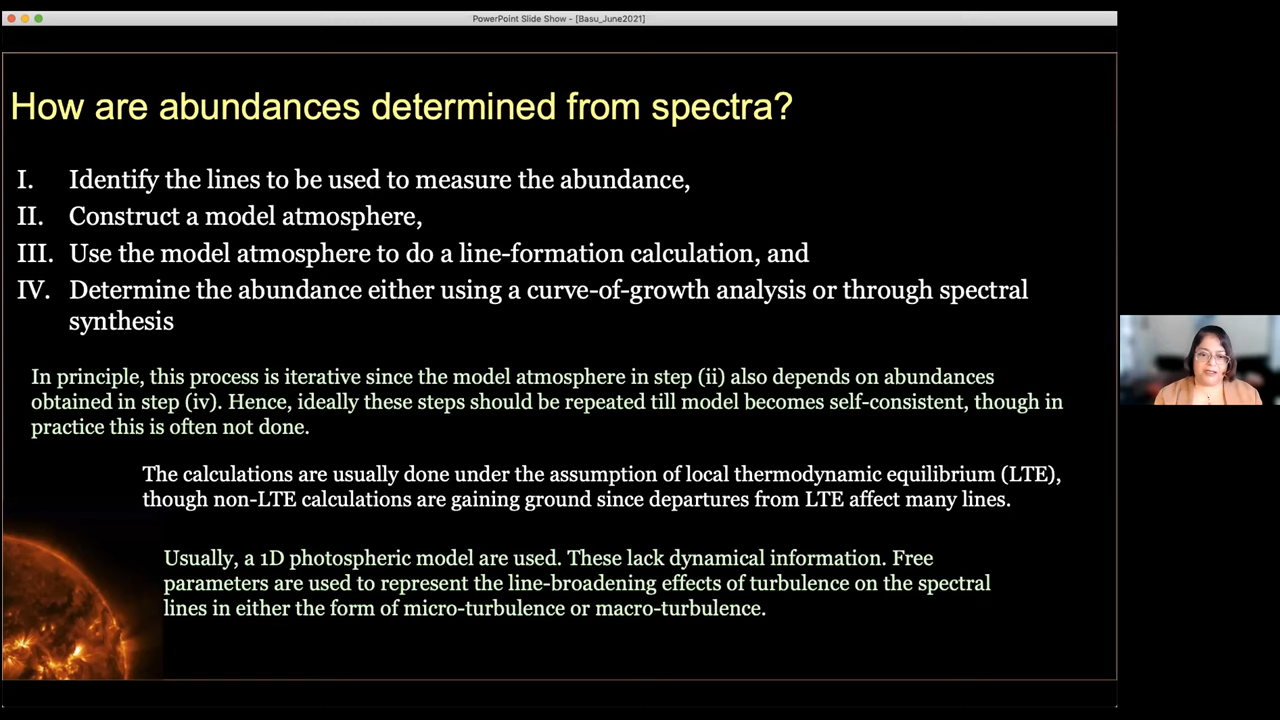 PowerPoint Slide Show - [Basu_June2021]
How are abundances determined from spectra?
I. Identify the lines to be used to measure the abundance,
II. Construct a model atmosphere,
III. Use the model atmosphere to do a line-formation calculation, and
IV. Determine the abundance either using a curve-of-growth analysis or through spectral
synthesis
In principle, this process is iterative since the model atmosphere in step (ii) also depends on abundances
obtained in step (iv). Hence, ideally these steps should be repeated till model becomes self-consistent, though in
practice this is often not done.
The calculations are usually done under the assumption of local thermodynamic equilibrium (LTE),
though non-LTE calculations are gaining ground since departures from LTE affect many lines.
Usually, a 1D photospheric model are used. These lack dynamical information. Free
parameters are used to represent the line-broadening effects of turbulence on the spectral
lines in either the form of micro-turbulence or macro-turbulence.